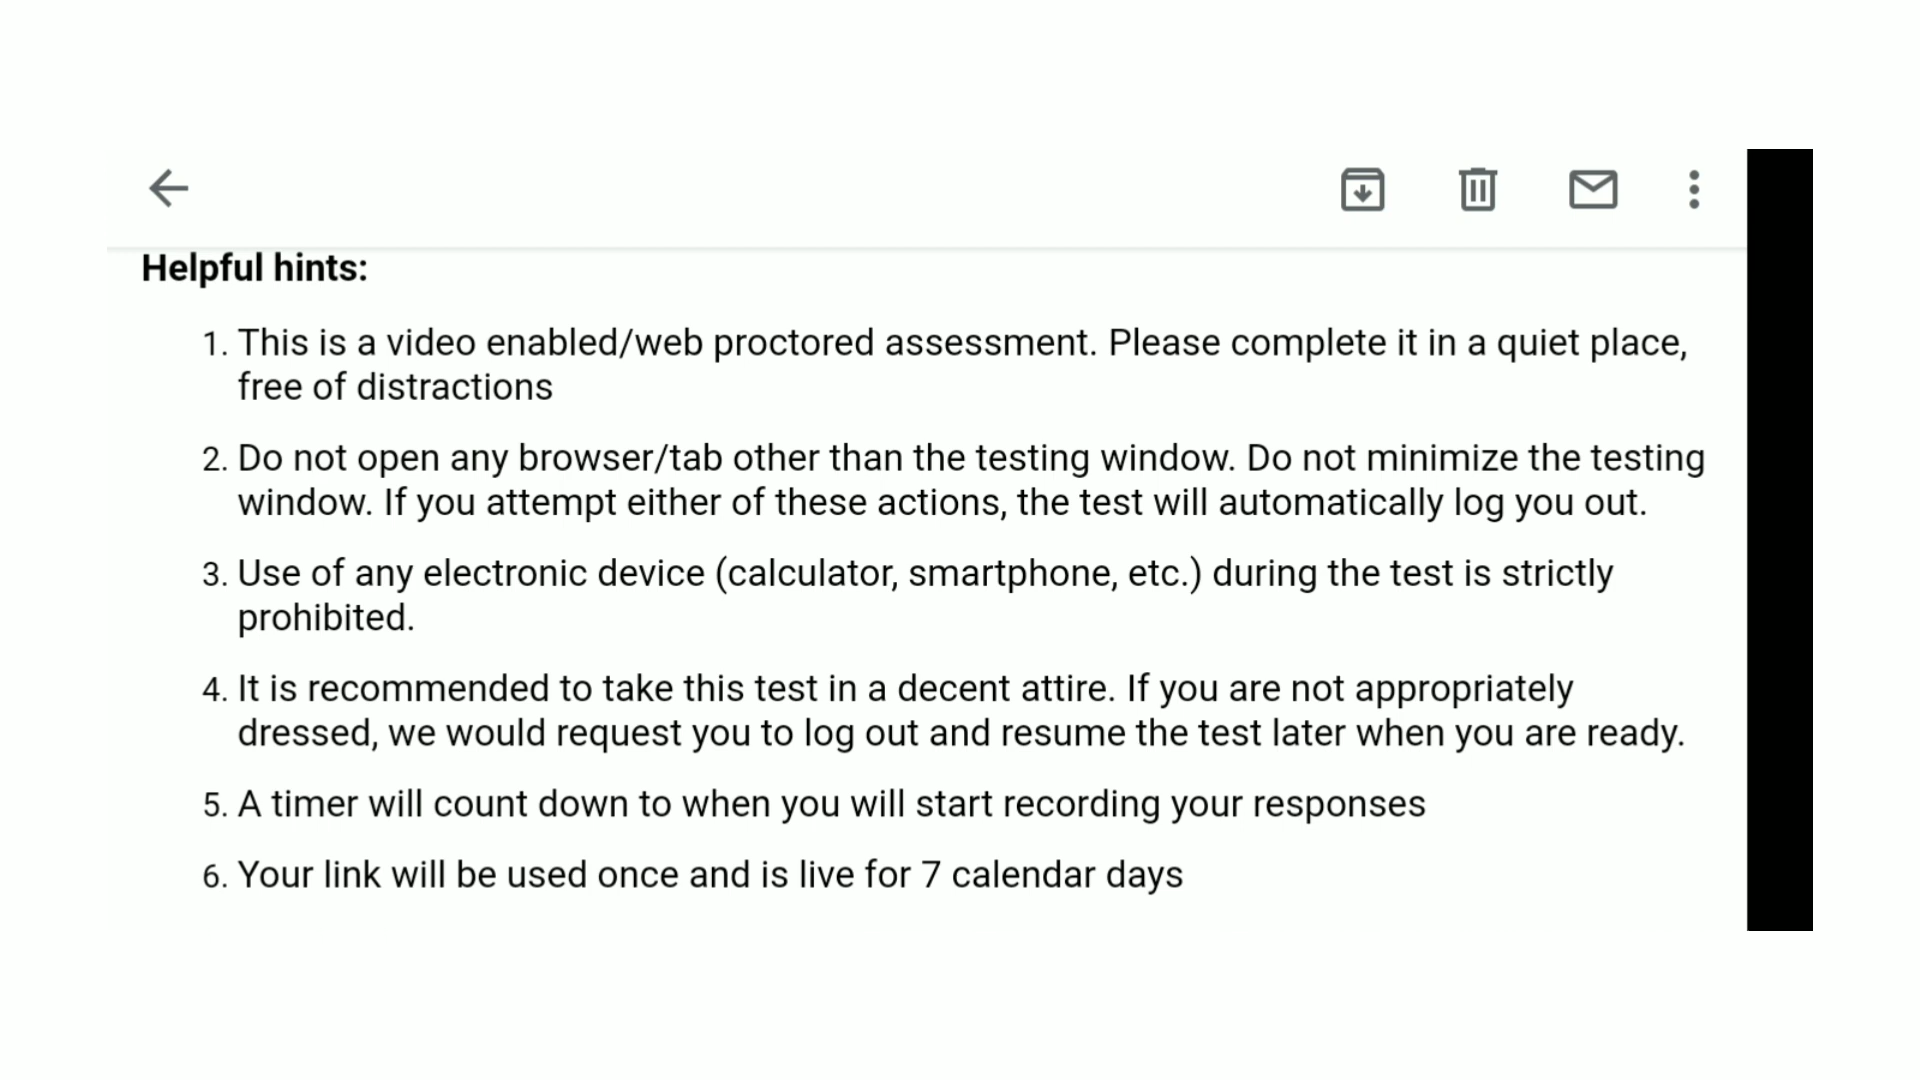 Helpful hints:
1. This is a video enabled/web proctored assessment. Please complete it in a quiet place,
free of distractions
2. Do not open any browser/tab other than the testing window. Do not minimize the testing
window. If you attempt either of these actions, the test will automatically log you out.
3. Use of any electronic device (calculator, smartphone, etc.) during the test is strictly
prohibited.
4. It is recommended to take this test in a decent attire. If you are not appropriately
dressed, we would request you to log out and resume the test later when you are ready.
5. A timer will count down to when you will start recording your responses
6. Your link will be used once and is live for 7 calendar days